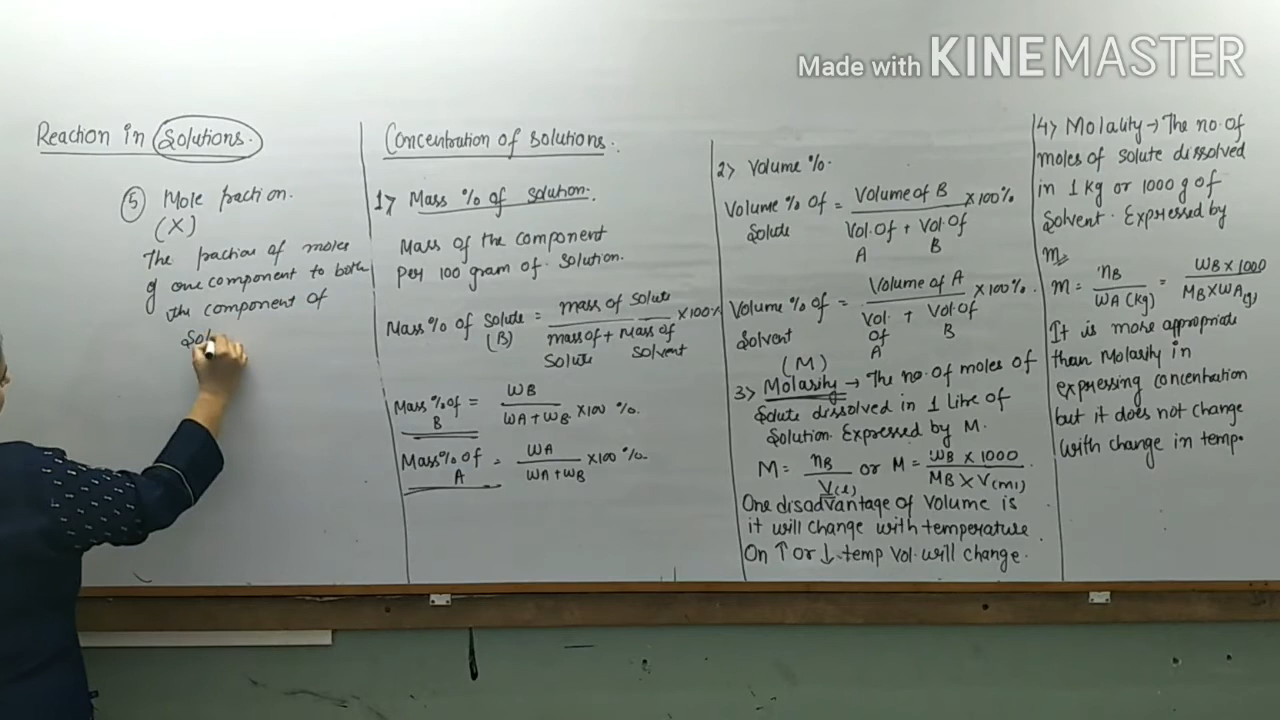 Made with KINEMASTER
Reaction in Solutions.
5 Mole fraction.
(X)
The fraction of moles
of one component to both
the component of
Sol
Concentration of solutions.
1> Mass % of solution.
Mass of the component
Per 100 gram of solution.
Mass % of Solute (B) = mass of solute / mass of Solute + Mass of Solvent × 100%
Mass % of B = WB / WA + WB × 100 %.
Mass % of A = WA / WA + WB × 100 %.
2> Volume %.
Volume % of Solute = Volume of B / Vol. of A + Vol. of B × 100%
Volume % of Solvent = Volume of A / Vol. of A + Vol of B × 100%.
(M)
3> Molarity → The no. of moles of
Solute dissolved in 1 Litre of
Solution. Expressed by M.
M = nB / V(l) or M = WB × 1000 / MB × V(ml)
One disadvantage of Volume is
it will change with temperature
On ↑ or ↓ temp Vol. will change.
4> Molality → The no. of
moles of solute dissolved
in 1 kg or 1000 g of
Solvent. Expressed by
m
m = nB / WA (kg) = WB × 1000 / MB × WA(g)
It is more appropriate
than Molarity in
expressing concentration
but it does not change
with change in temp.